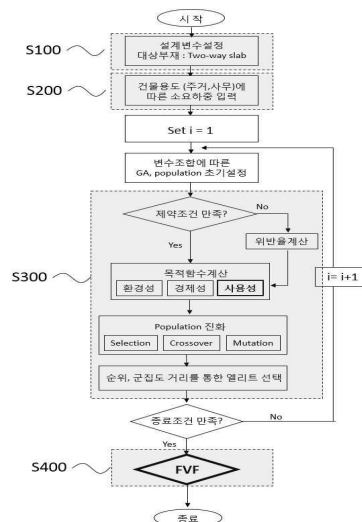 시 작
S100
설계변수설정
대상부재 : Two-way slab
S200
건물용도 (주거,사무)에
따른 소요하중 입력
Set i = 1
변수조합에 따른
GA, population 초기설정
S300
제약조건 만족?
No
Yes
위반율계산
목적함수계산
환경성
경제성
사용성
i= i+1
Population 진화
Selection
Crossover
Mutation
순위, 군집도 거리를 통한 엘리트 선택
종료조건 만족?
No
Yes
S400
FVF
종료